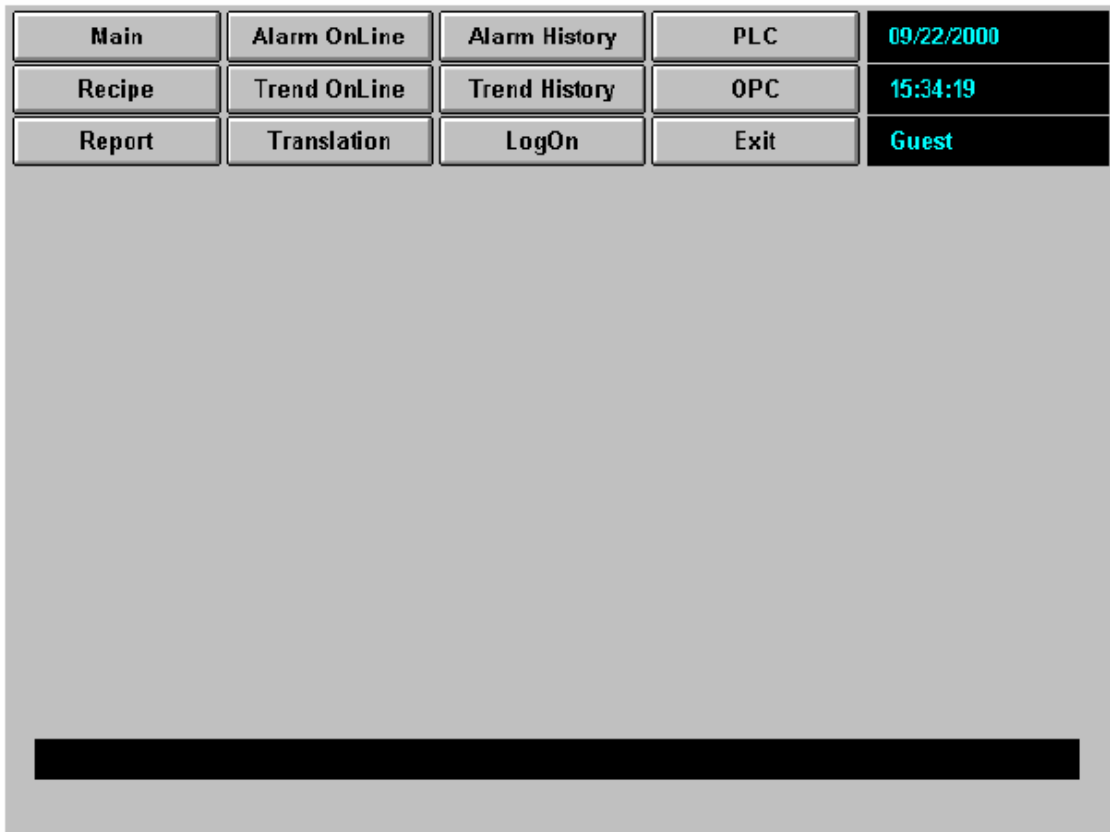 Main Alarm OnLine Alarm History PLC 09/22/2000
Recipe Trend OnLine Trend History OPC 15:34:19
Report Translation LogOn Exit Guest